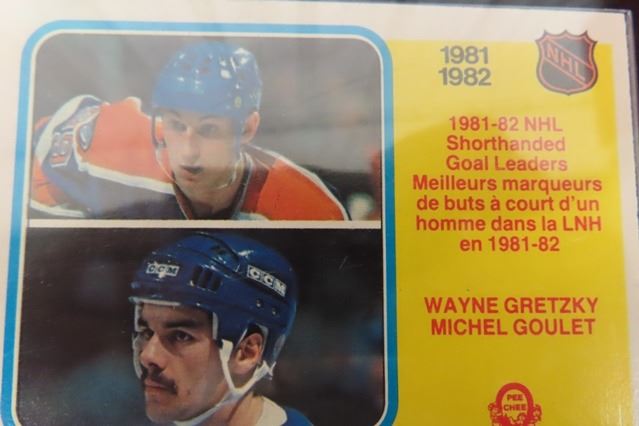 1981
1982
NHL
1981-82 NHL
Shorthanded
Goal Leaders
Meilleurs marqueurs
de buts à court d'un
homme dans la LNH
en 1981-82
WAYNE GRETZKY
MICHEL GOULET
CCM CCM
PEE
CHEE